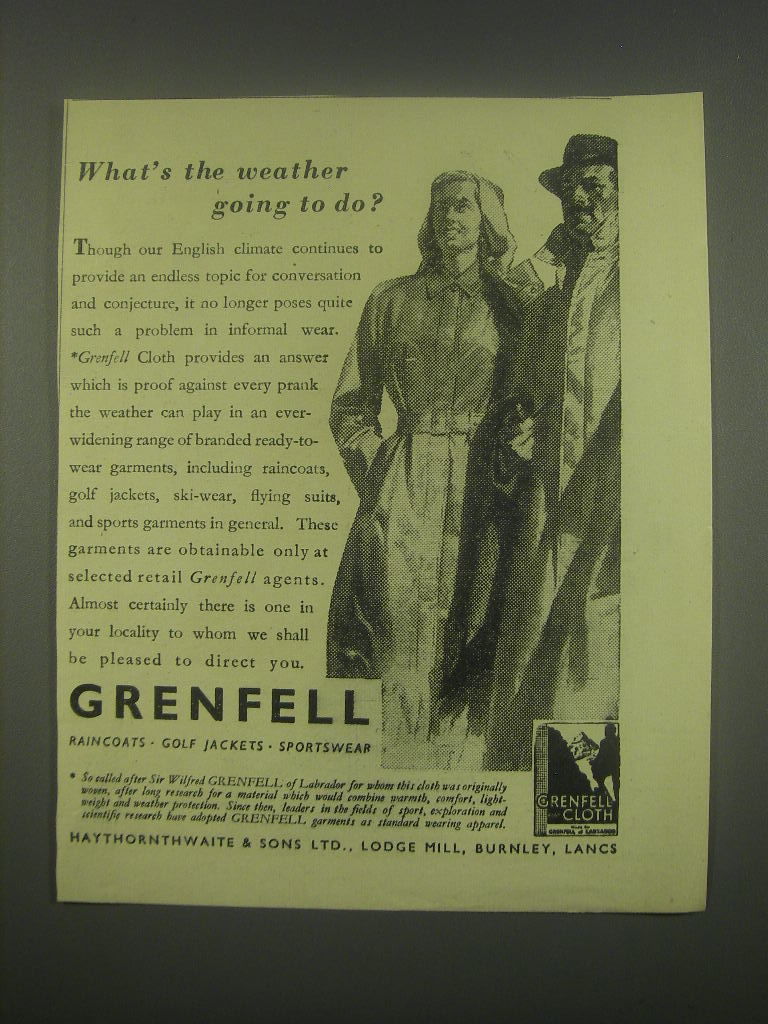 What's the weather
going to do?
Though our English climate continues to
provide an endless topic for conversation
and conjecture, it no longer poses quite
such a problem in informal wear.
*Grenfell Cloth provides an answer
which is proof against every prank
the weather can play in an ever-
widening range of branded ready-to-
wear garments, including raincoats,
golf jackets, ski-wear, flying suits,
and sports garments in general. These
garments are obtainable only at
selected retail Grenfell agents.
Almost certainly there is one in
your locality to whom we shall
be pleased to direct you.
GRENFELL
RAINCOATS · GOLF JACKETS · SPORTSWEAR
* So called after Sir Wilfred GRENFELL of Labrador for whom this cloth was originally
woven, after long research for a material which would combine warmth, comfort, light-
weight and weather protection. Since then, leaders in the fields of sport, exploration and
scientific research have adopted GRENFELL garments as standard wearing apparel.
GRENFELL
CLOTH
GRENFELL of LABRADOR
HAYTHORNTHWAITE & SONS LTD., LODGE MILL, BURNLEY, LANCS